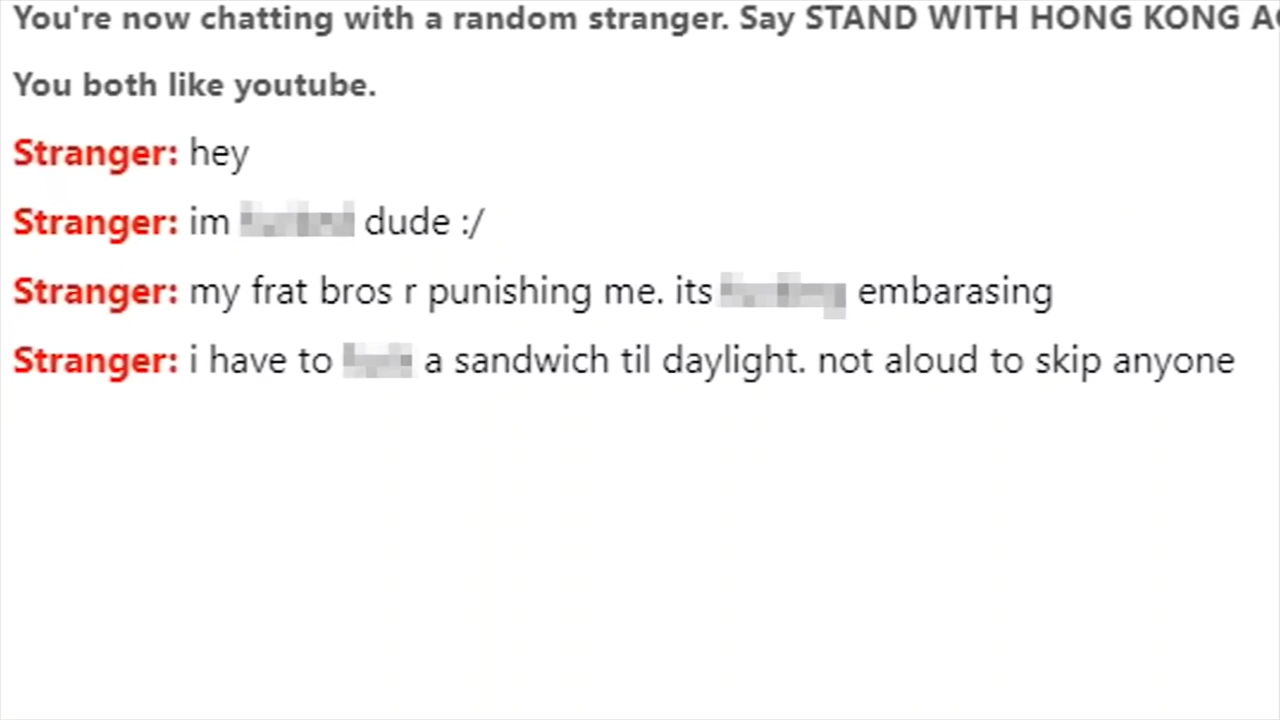 You're now chatting with a random stranger. Say STAND WITH HONG KONG
You both like youtube.
Stranger: hey
Stranger: im dude :/
Stranger: my frat bros r punishing me. its embarasing
Stranger: i have to a sandwich til daylight. not aloud to skip anyone